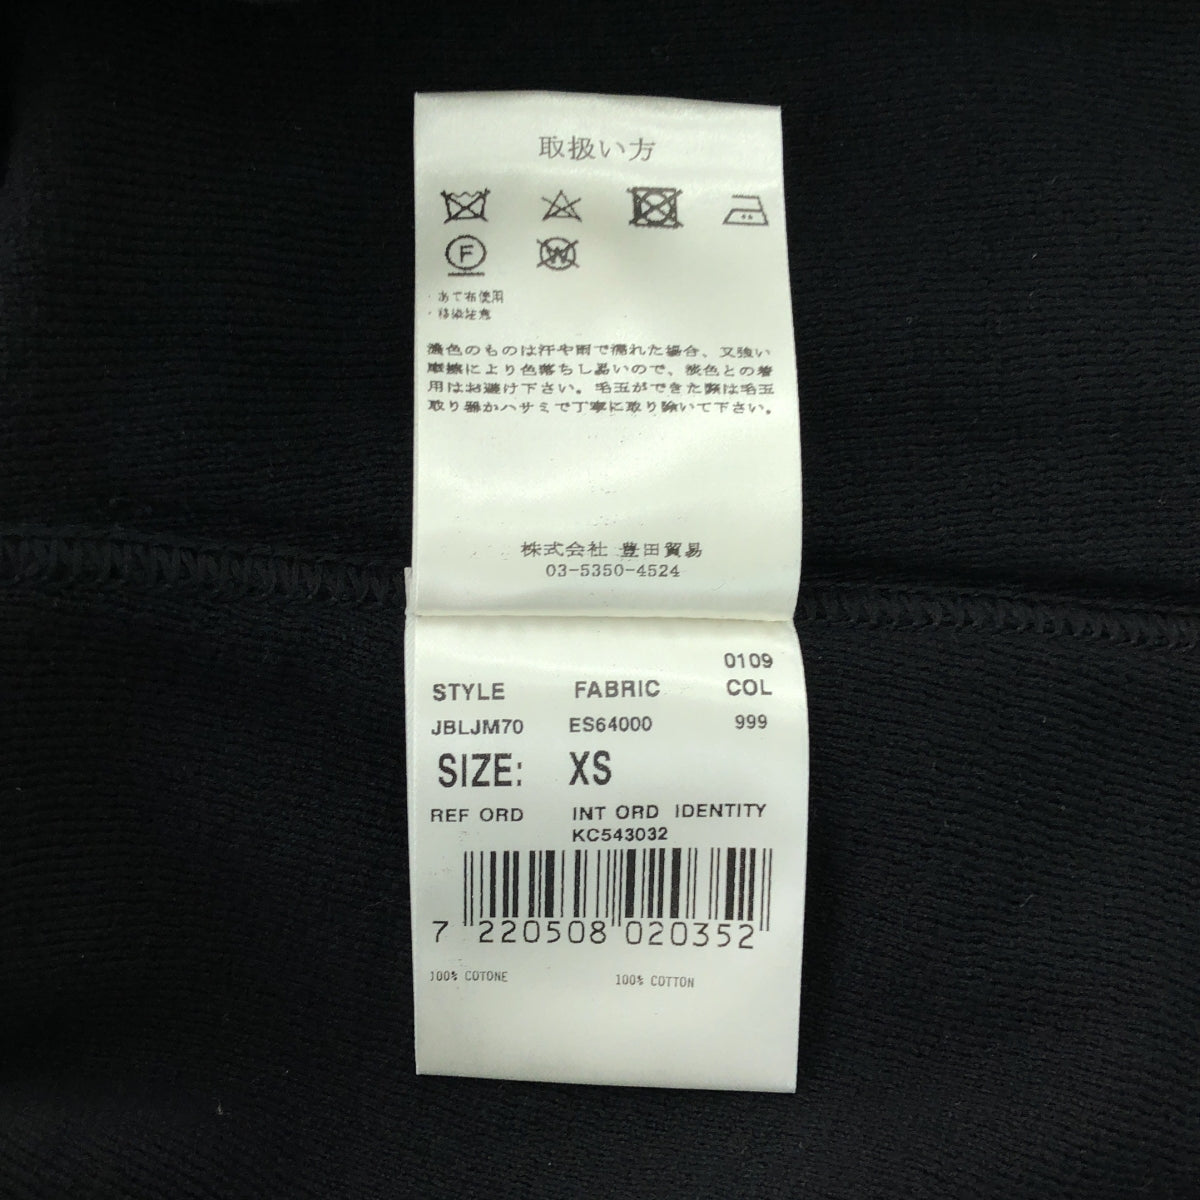 取扱い方
F W
・あて布使用
・移染注意
濃色のものは汗や雨で濡れた場合、又強い
摩擦により色落ちし易いので、淡色との着
用はお避け下さい。毛玉ができた際は毛玉
取り器かハサミで丁寧に取り除いて下さい。
株式会社 豊田貿易
03-5350-4524
0109
STYLE FABRIC COL
JBLJM70 ES64000 999
SIZE: XS
REF ORD INT ORD IDENTITY
KC543032
7 220508 020352
100% COTONE 100% COTTON